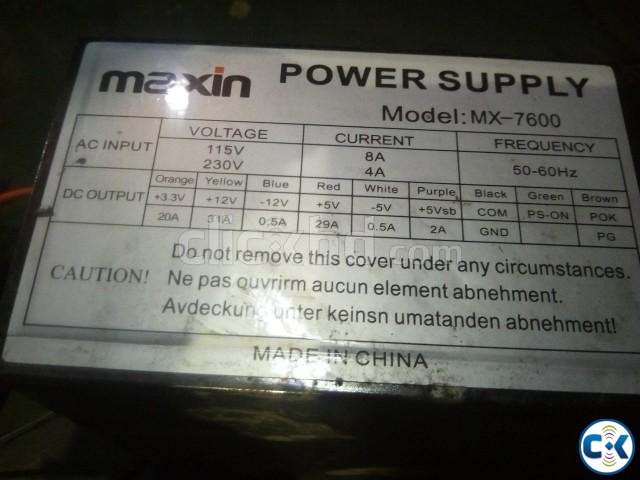 maxin POWER SUPPLY
Model: MX-7600
AC INPUT VOLTAGE CURRENT FREQUENCY
115V 8A 50-60Hz
230V 4A
DC OUTPUT Orange Yellow Blue Red White Purple Black Green Brown
+3.3V +12V -12V +5V -5V +5Vsb COM PS-ON POK
20A 31A 0.5A 29A 0.5A 2A GND PG
clickbd.com
CAUTION! Do not remove this cover under any circumstances.
Ne pas ouvrirm aucun element abnehment.
Avdeckung unter keinsn umatanden abnehment!
MADE IN CHINA
CK